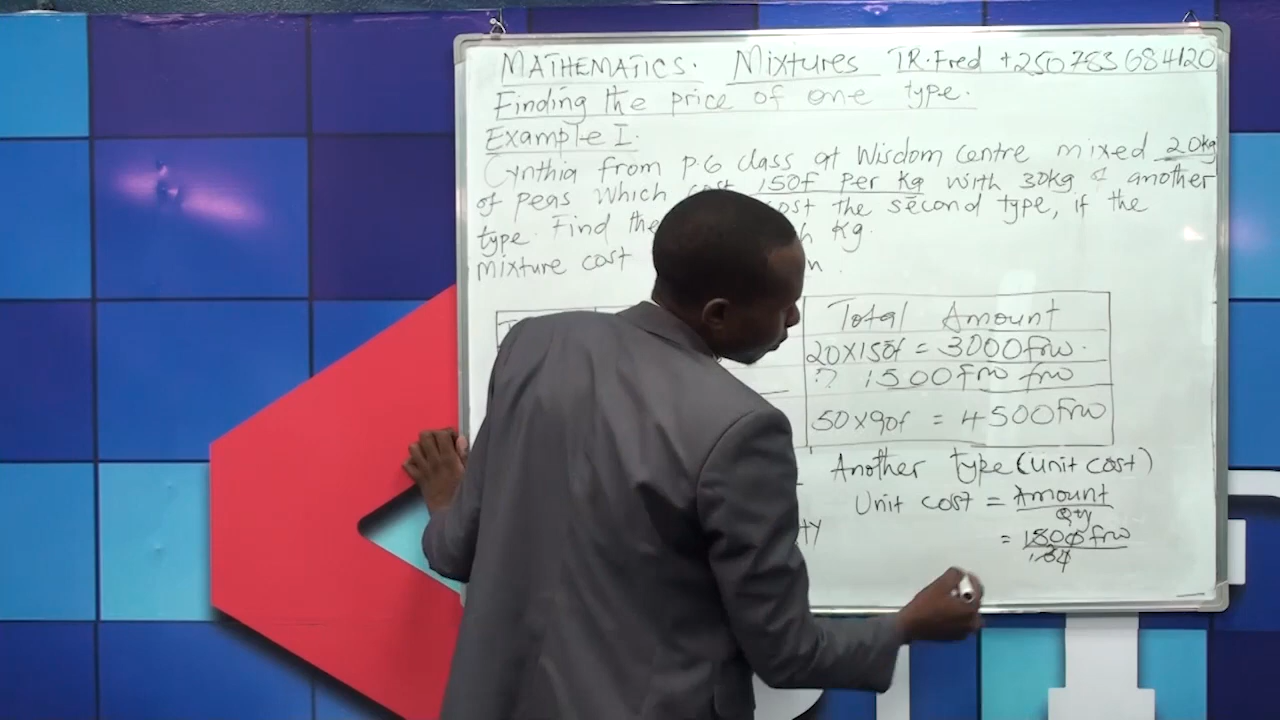 MATHEMATICS. Mixtures TR.Fred +250783684120
Finding the price of one type.
Example I.
Cynthia from P.6 class at Wisdom Centre mixed 20kg
of peas which cost 150f per kg with 30kg of another
type. Find the cost the second type, if the
mixture cost kg.
Total Amount
20x150f = 3000frw.
? 1500frw frw
50x90f = 4500frw
Another type (unit cost)
Unit cost = Amount
Qty
= 1500frw
30